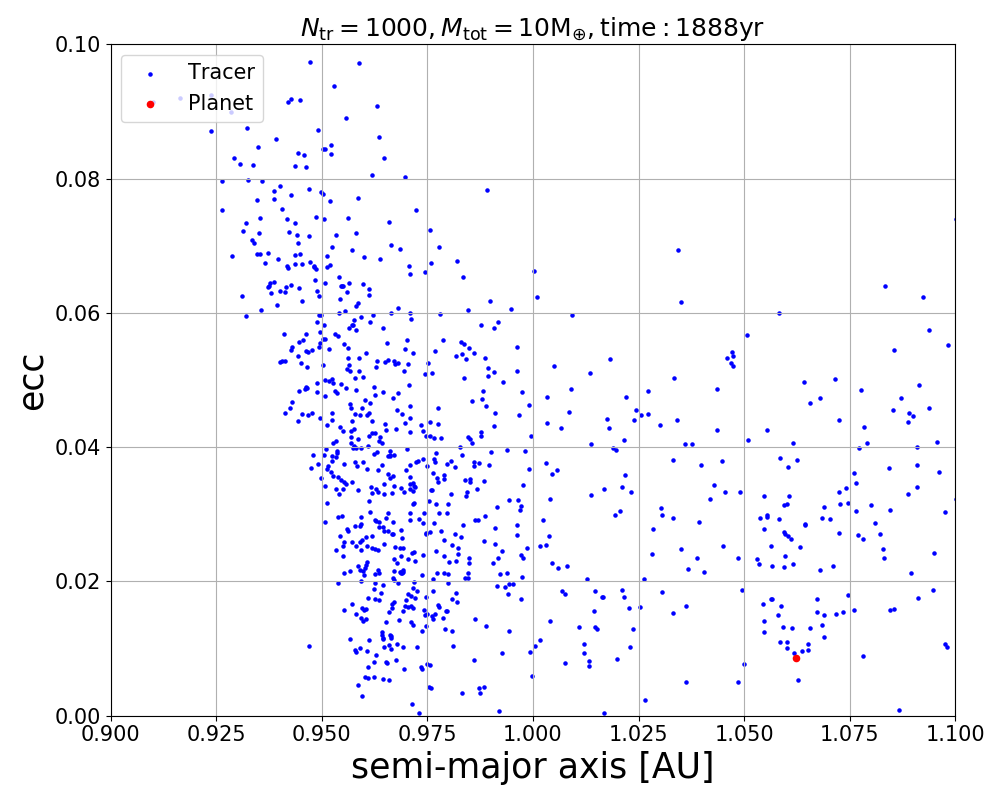 N_tr = 1000, M_tot = 10M_⊕, time : 1888yr
Tracer
Planet
ecc
0.10
0.08
0.06
0.04
0.02
0.00
0.900 0.925 0.950 0.975 1.000 1.025 1.050 1.075 1.100
semi-major axis [AU]